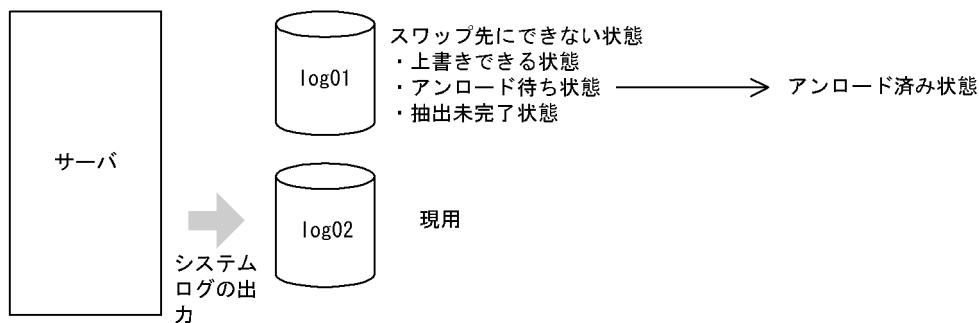 サーバ
システム
ログの出
力
log01
スワップ先にできない状態
・上書きできる状態
・アンロード待ち状態
・抽出未完了状態
アンロード済み状態
log02
現用